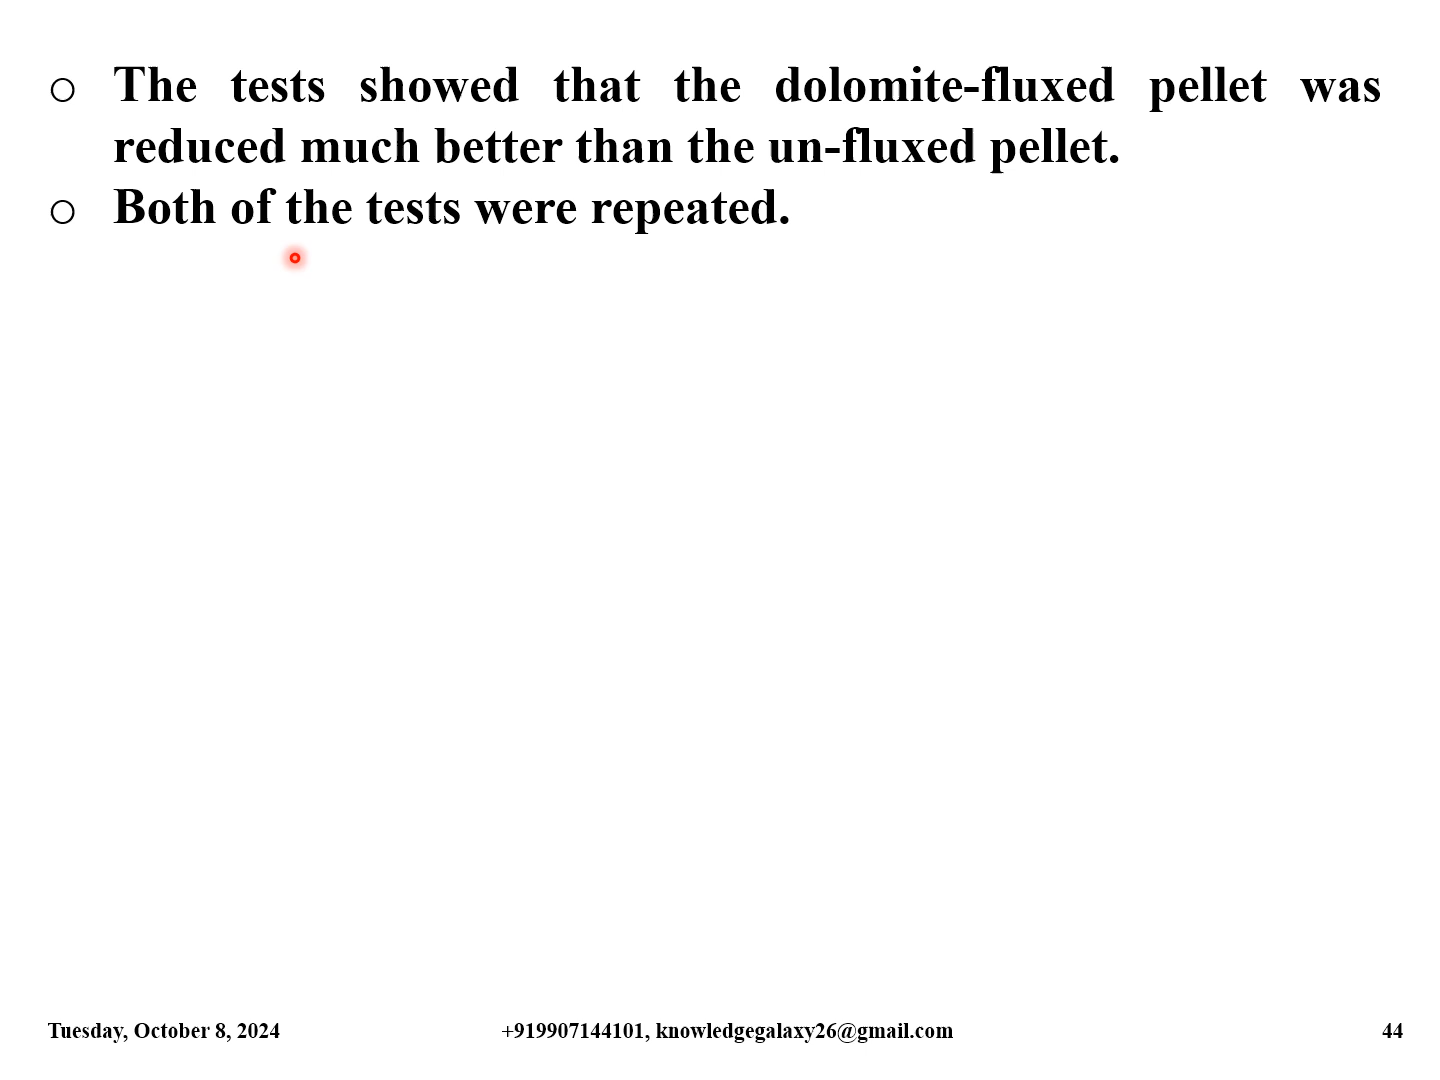 The tests showed that the dolomite-fluxed pellet was
reduced much better than the un-fluxed pellet.
Both of the tests were repeated.
Tuesday, October 8, 2024
+919907144101, knowledgegalaxy26@gmail.com
44